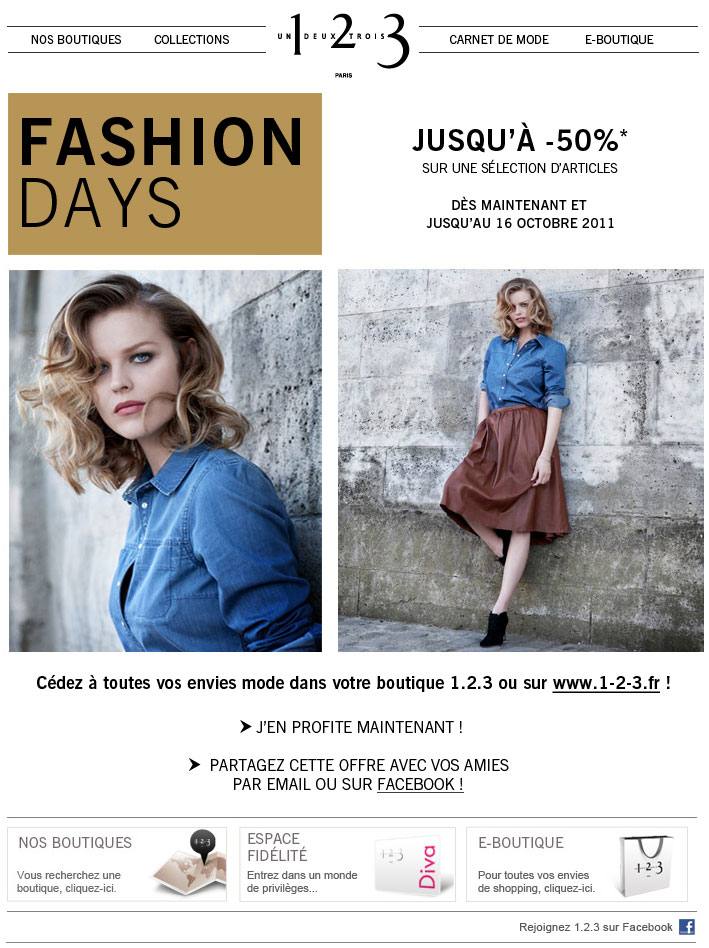 NOS BOUTIQUES
COLLECTIONS
UN DEUX TROIS
1 2 3
PARIS
CARNET DE MODE
E-BOUTIQUE
FASHION
DAYS
JUSQU'À -50%*
SUR UNE SÉLECTION D'ARTICLES
DÈS MAINTENANT ET
JUSQU'AU 16 OCTOBRE 2011
Cédez à toutes vos envies mode dans votre boutique 1.2.3 ou sur www.1-2-3.fr !
➤ J'EN PROFITE MAINTENANT !
➤ PARTAGEZ CETTE OFFRE AVEC VOS AMIES
PAR EMAIL OU SUR FACEBOOK !
NOS BOUTIQUES
Vous recherchez une
boutique, cliquez-ici.
1·2·3
ESPACE
FIDÉLITÉ
Entrez dans un monde
de privilèges...
1·2·3
Diva
E-BOUTIQUE
Pour toutes vos envies
de shopping, cliquez-ici.
1·2·3
Rejoignez 1.2.3 sur Facebook f